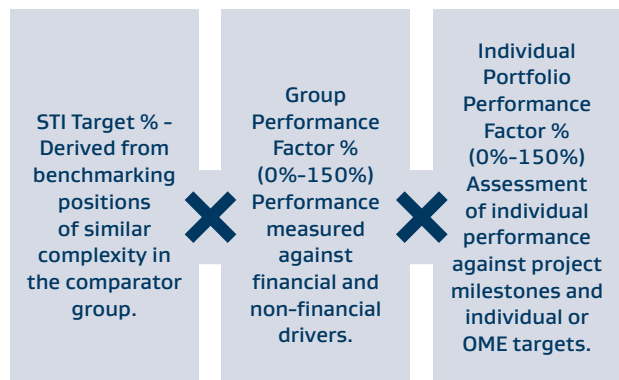 STI Target % –
Derived from
benchmarking
positions
of similar
complexity in
the comparator
group.
Group
Performance
Factor %
(0%-150%)
Performance
measured
against
financial and
non-financial
drivers.
Individual
Portfolio
Performance
Factor %
(0%-150%)
Assessment
of individual
performance
against project
milestones and
individual or
OME targets.